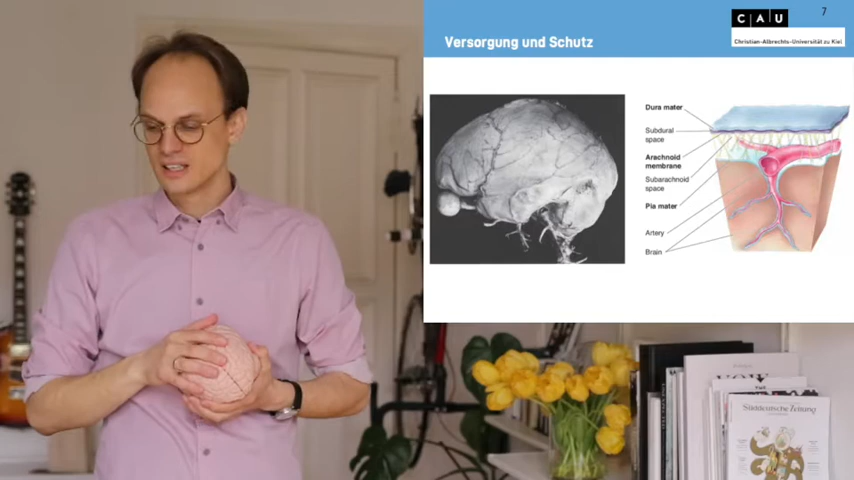 7
C A U
Christian-Albrechts-Universität zu Kiel
Versorgung und Schutz
Dura mater
Subdural
space
Arachnoid
membrane
Subarachnoid
space
Pia mater
Artery
Brain
Süddeutsche Zeitung